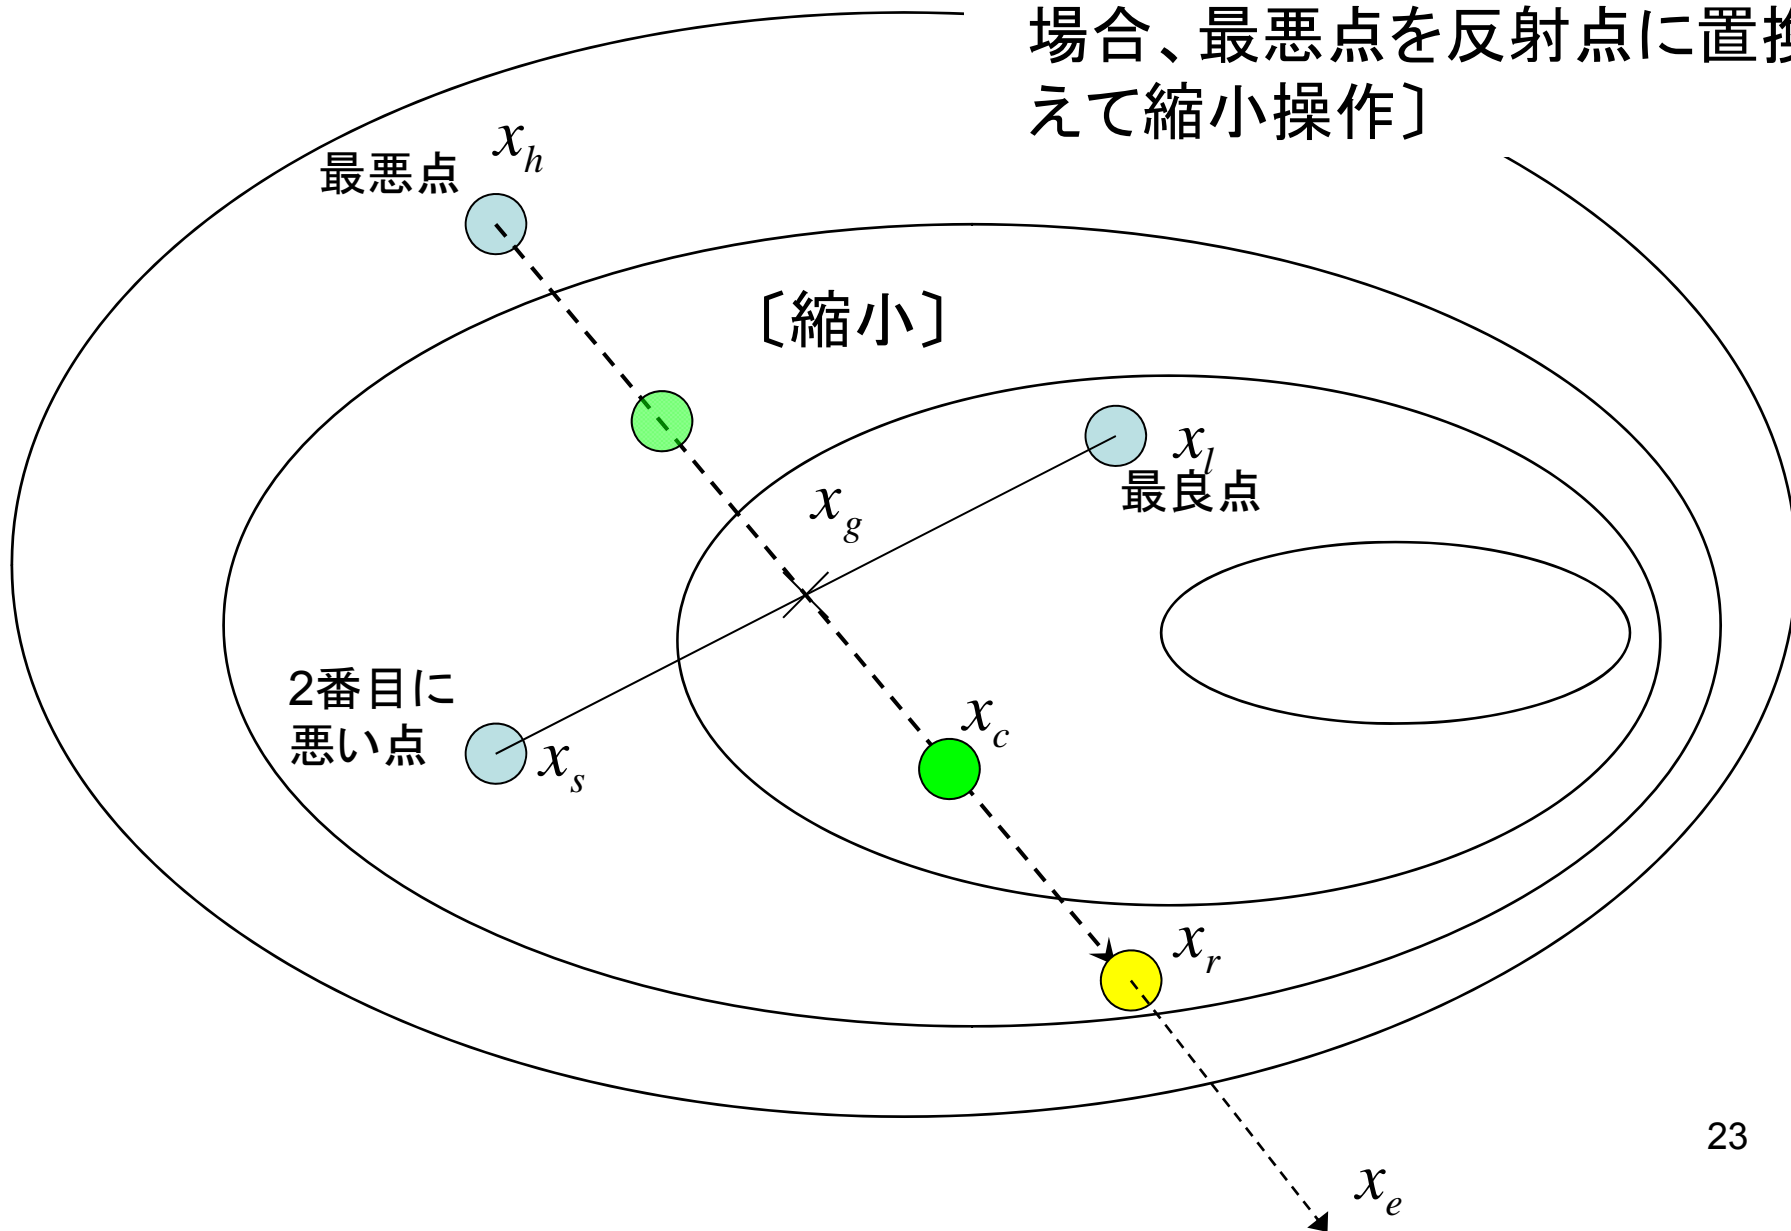 場合、最悪点を反射点に置換
えて縮小操作〕
x_h
最悪点
〔縮小〕
x_l
最良点
x_g
2番目に
悪い点
x_s
x_c
x_r
23
x_e